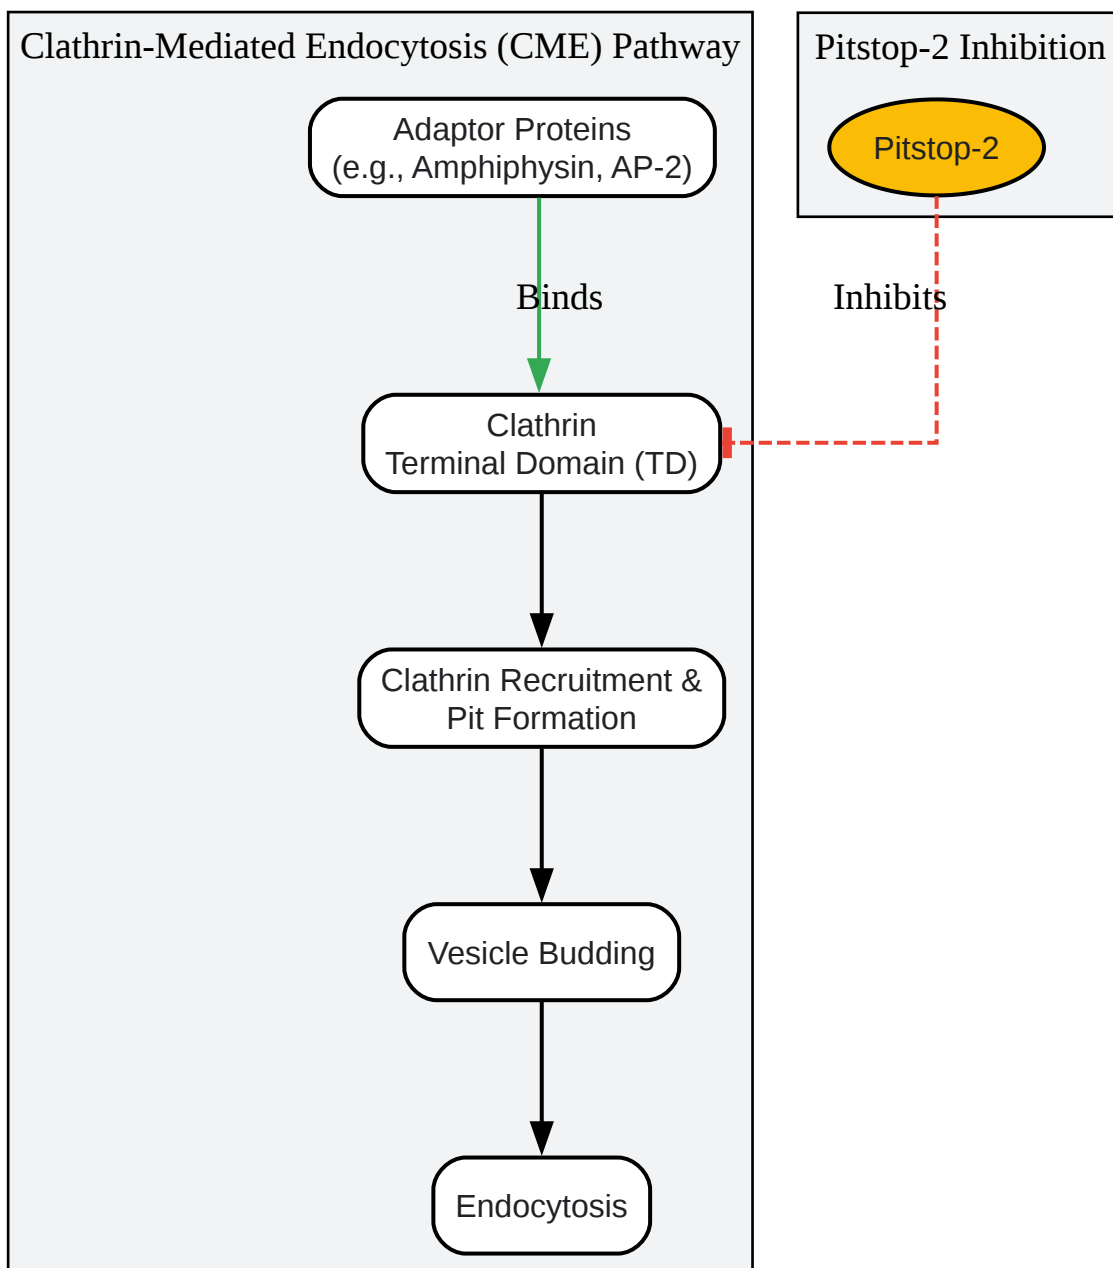 Clathrin-Mediated Endocytosis (CME) Pathway
Pitstop-2 Inhibition
Adaptor Proteins
(e.g., Amphiphysin, AP-2)
Pitstop-2
Binds
Inhibits
Clathrin
Terminal Domain (TD)
Clathrin Recruitment &
Pit Formation
Vesicle Budding
Endocytosis